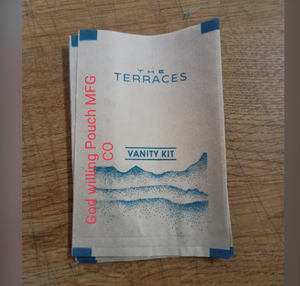 THE
TERRACES
VANITY KIT
God willing Pouch MFG
CO